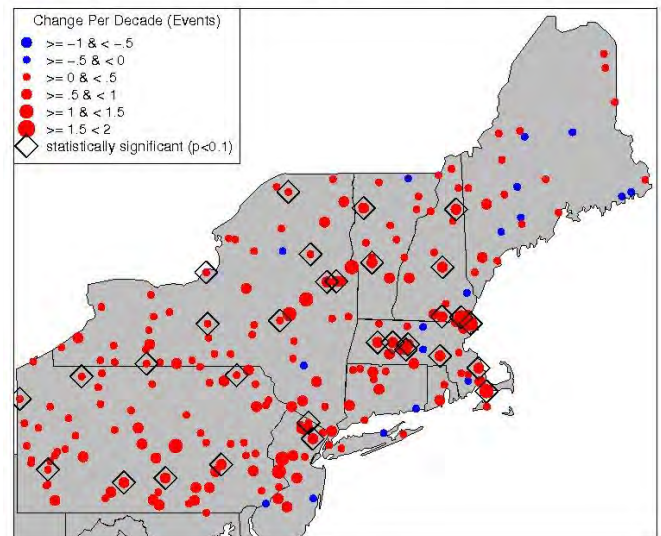 Change Per Decade (Events)
>= −1 & < −.5
>= −.5 & < 0
>= 0 & < .5
>= .5 & < 1
>= 1 & < 1.5
>= 1.5 < 2
statistically significant (p<0.1)